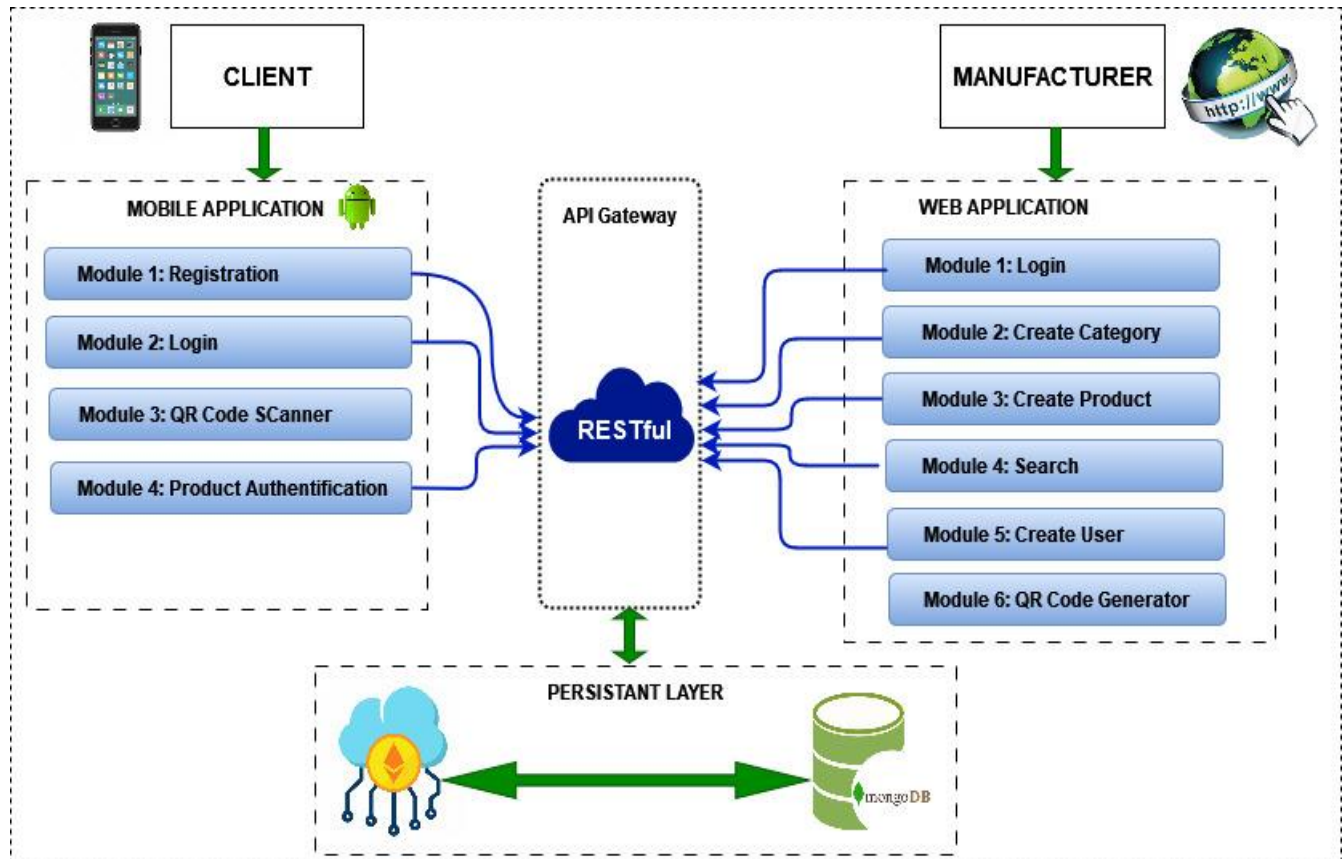 CLIENT
MANUFACTURER
http://www.
MOBILE APPLICATION
Module 1: Registration
Module 2: Login
Module 3: QR Code SCanner
Module 4: Product Authentification
API Gateway
RESTful
WEB APPLICATION
Module 1: Login
Module 2: Create Category
Module 3: Create Product
Module 4: Search
Module 5: Create User
Module 6: QR Code Generator
PERSISTANT LAYER
mongoDB